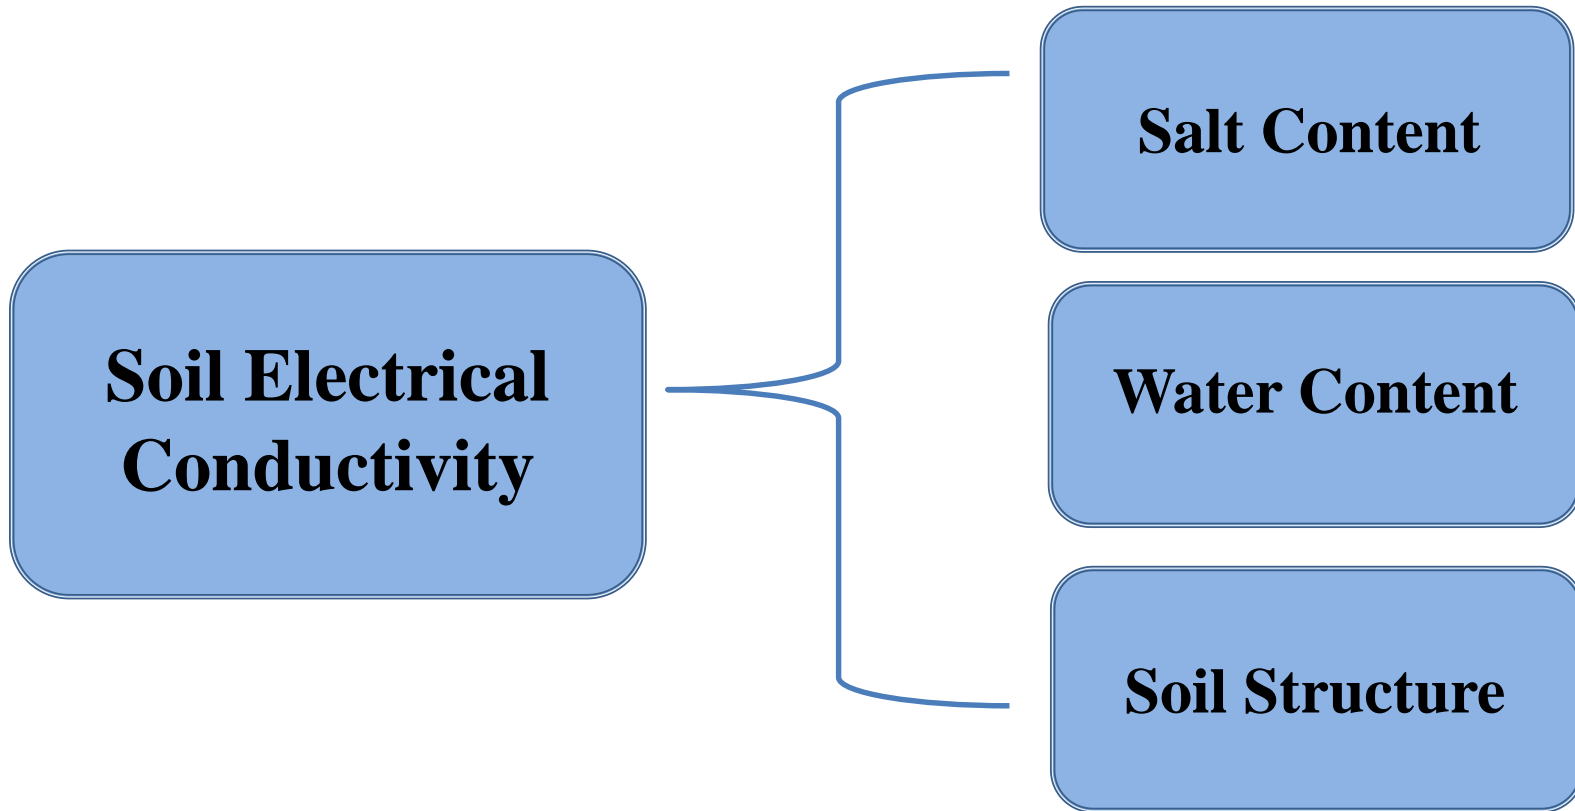 Soil Electrical
Conductivity
Salt Content
Water Content
Soil Structure